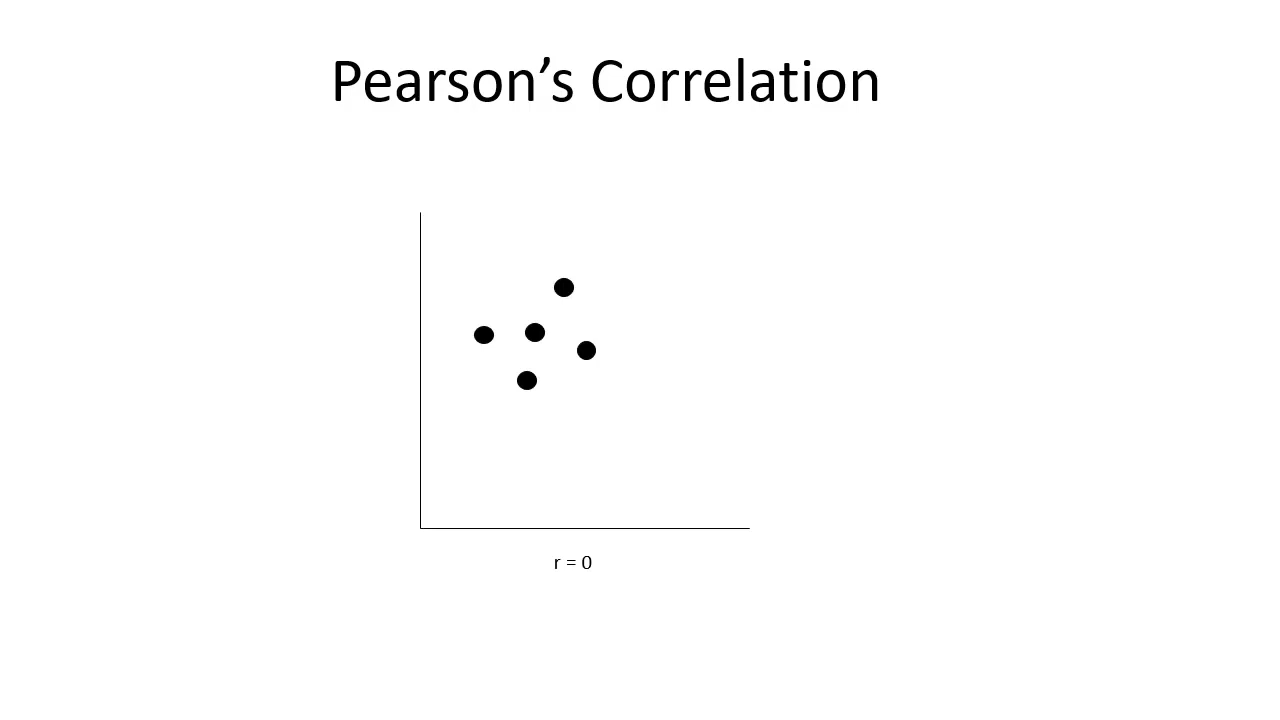 Pearson’s Correlation
r = 0